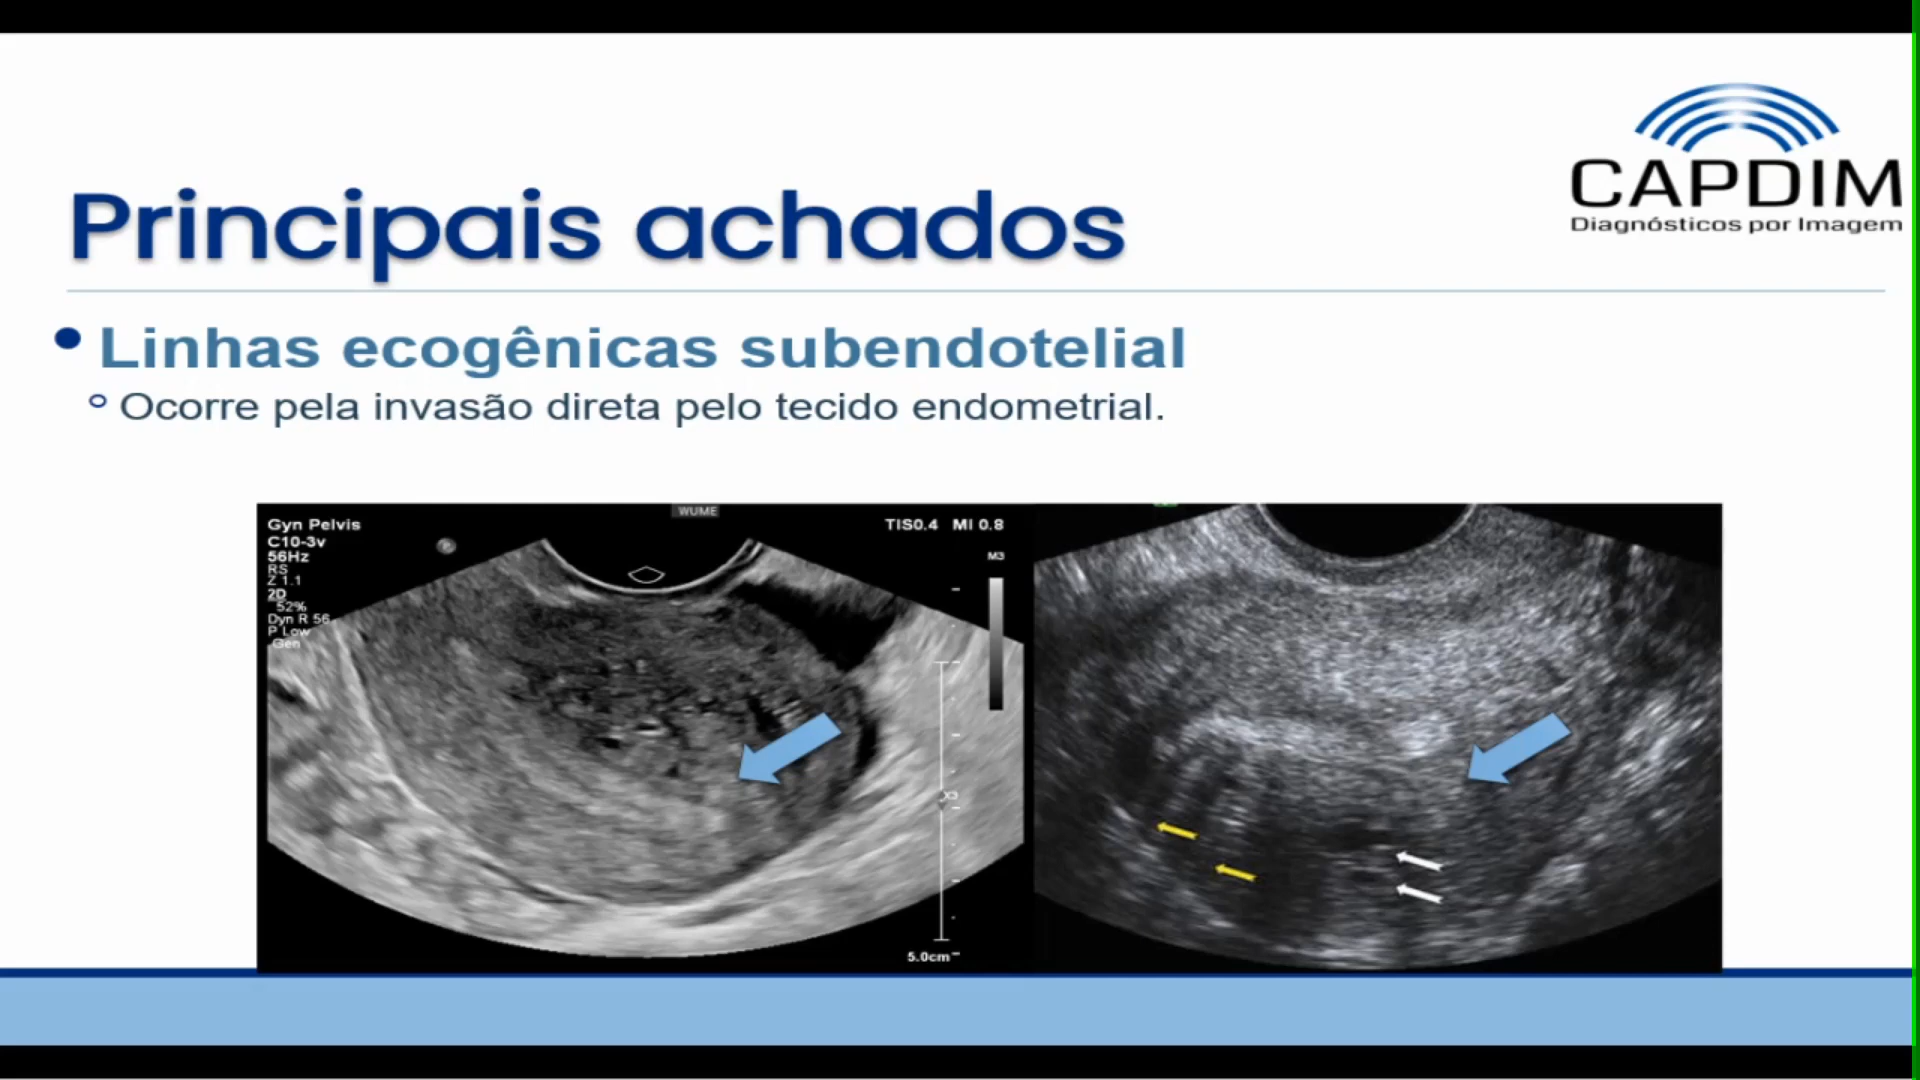 CAPDIM
Diagnósticos por Imagem
Principais achados
Linhas ecogênicas subendotelial
Ocorre pela invasão direta pelo tecido endometrial.
WUME
Gyn Pelvis
C10-3v
56Hz
RS
Z 1.1
2D
52%
Dyn R 56
P Low
Gen
TIS0.4 MI 0.8
M3
5.0cm